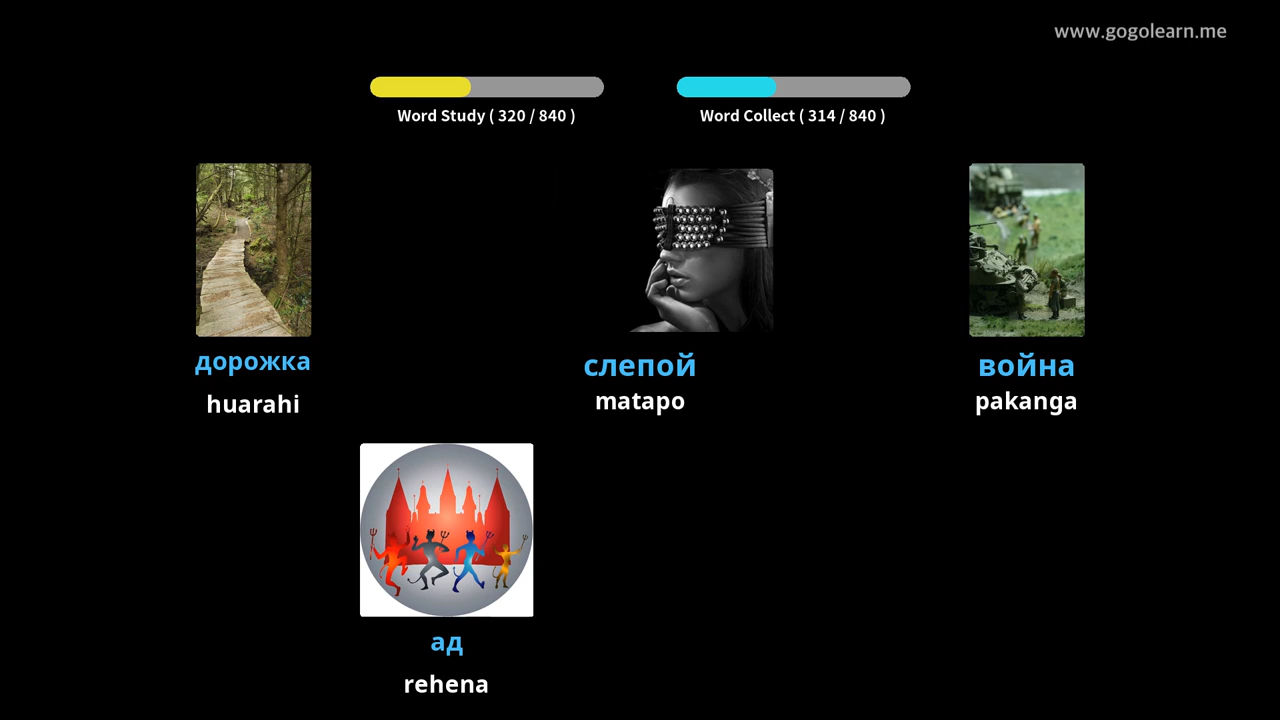 www.gogolearn.me
Word Study ( 320 / 840 )
Word Collect ( 314 / 840 )
дорожка
huarahi
слепой
matapo
война
pakanga
ад
rehena